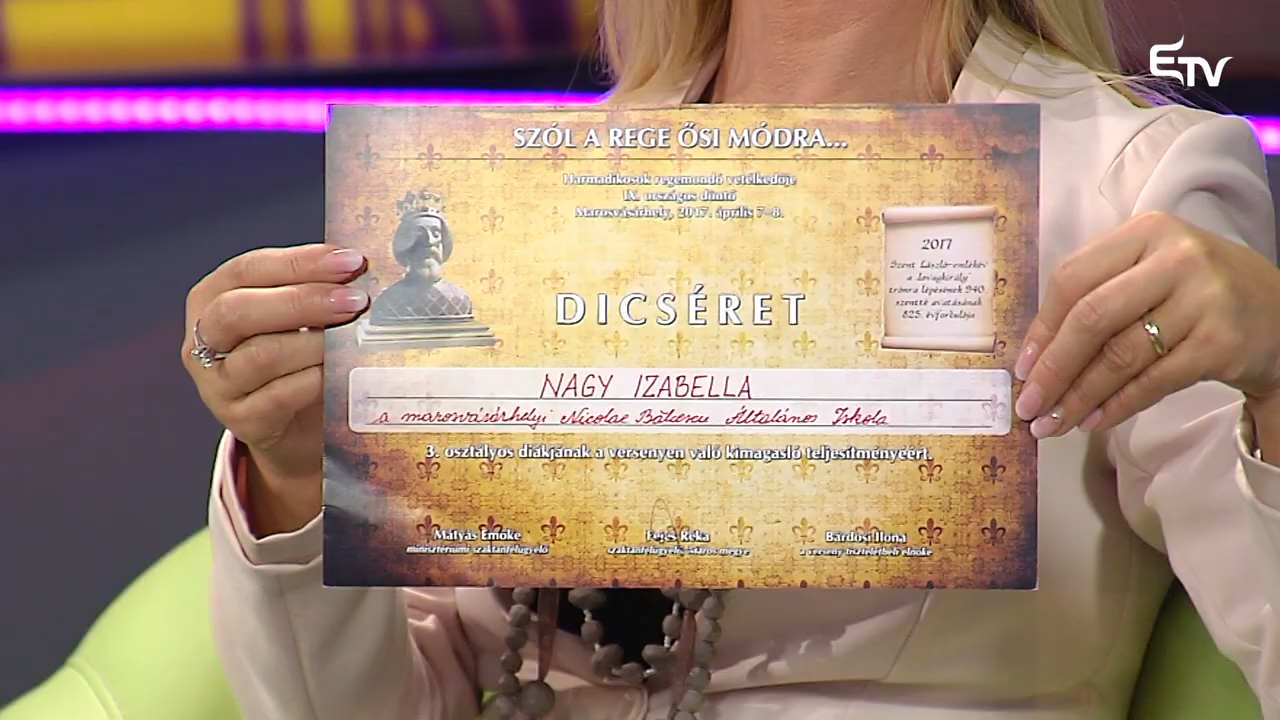 ETV
SZÓL A REGE ŐSI MÓDRA...
Harmadikosok regemondó vetélkedője
IX. országos döntő
Marosvásárhely, 2017. április 7-8.
2017
Szent László-emlékév
a lovagkirály
trónra lépésének 940.
szentté avatásának
825. évfordulója
DICSÉRET
NAGY IZABELLA
a marosvásárhelyi Nicolae Bălcescu Általános Iskola
3. osztályos diákjának a versenyen való kimagasló teljesítményéért.
Mátyás Emőke
minisztériumi szaktanfelügyelő
Fejes Réka
szaktanfelügyelő, Maros megye
Bardosi Ilona
a verseny tiszteletbeli elnöke